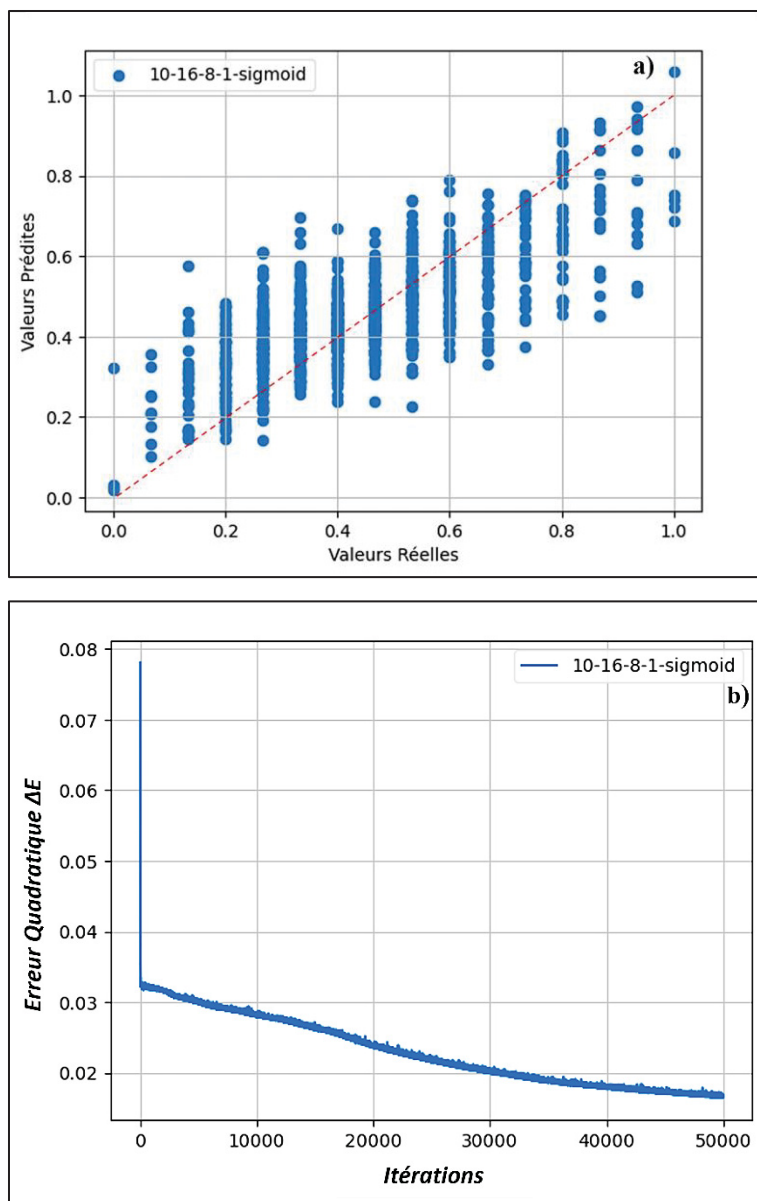 10-16-8-1-sigmoid
a)
1.0
0.8
0.6
0.4
0.2
0.0
Valeurs Prédites
0.0 0.2 0.4 0.6 0.8 1.0
Valeurs Réelles
0.08
0.07
0.06
0.05
0.04
0.03
0.02
10-16-8-1-sigmoid
b)
Erreur Quadratique ΔE
0 10000 20000 30000 40000 50000
Itérations